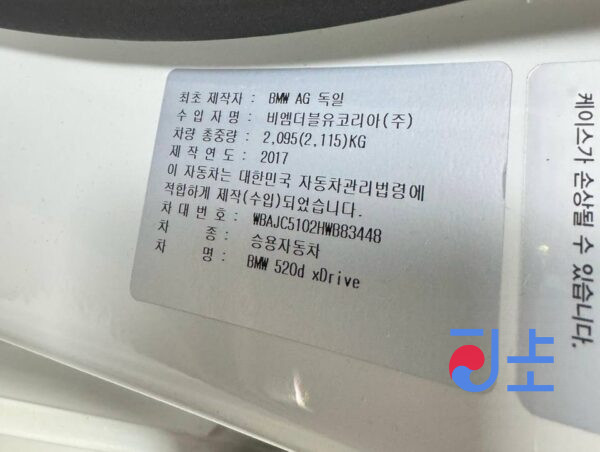 최초 제작자 : BMW AG 독일
수 입 자 명 : 비엠더블유코리아(주)
차량 총중량 : 2,095(2,115)KG
제 작 연 도 : 2017
이 자동차는 대한민국 자동차관리법령에
적합하게 제작(수입)되었습니다.
차 대 번 호 : WBAJC5102HWB83448
차 종 : 승용자동차
차 명 : BMW 520d xDrive
케이스가 손상될 수 있습니다.